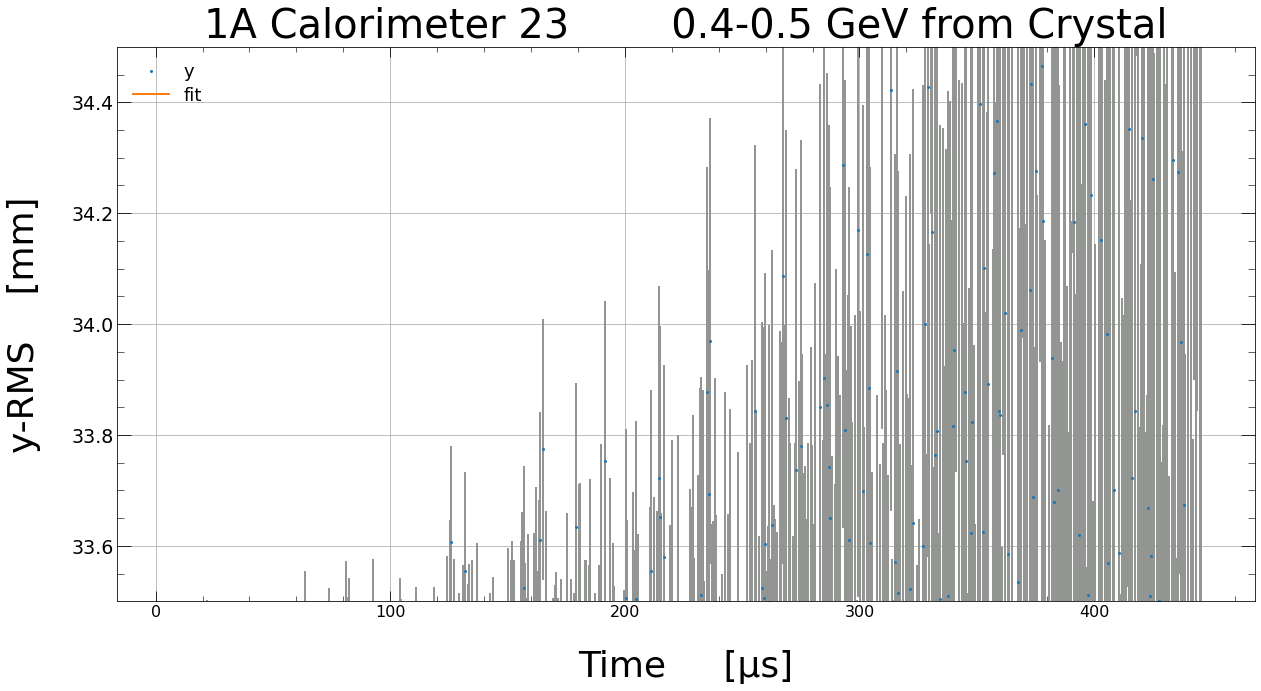 1A Calorimeter 23 0.4-0.5 GeV from Crystal
y
fit
34.4
34.2
34.0
33.8
33.6
y-RMS [mm]
0 100 200 300 400
Time [μs]